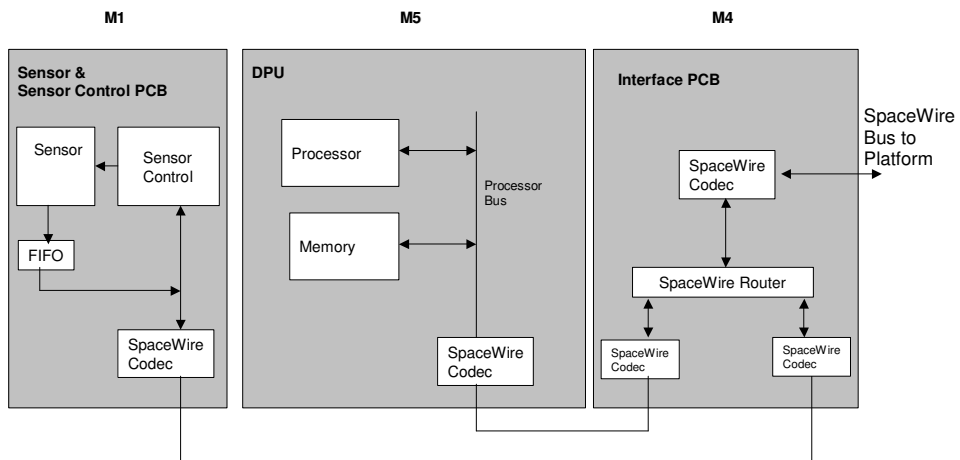 M1
M5
M4
Sensor &
Sensor Control PCB
Sensor
Sensor
Control
FIFO
SpaceWire
Codec
DPU
Processor
Processor
Bus
Memory
SpaceWire
Codec
Interface PCB
SpaceWire
Bus to
Platform
SpaceWire
Codec
SpaceWire Router
SpaceWire
Codec
SpaceWire
Codec